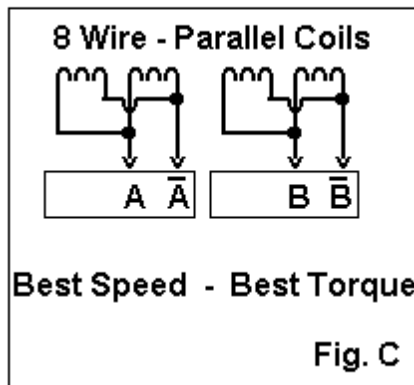 8 Wire - Parallel Coils
A A̅ B B̅
Best Speed - Best Torque
Fig. C